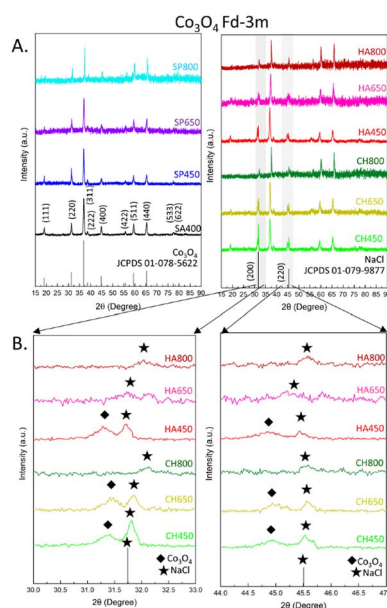 Co₃O₄ Fd-3m
A.
Intensity (a.u.)
SP800
SP650
SP450
SA400
(111)
(220)
(311)
(222)
(400)
(422)
(511)
(440)
(533)
(622)
Co₃O₄
JCPDS 01-078-5622
15 20 25 30 35 40 45 50 55 60 65 70 75 80 85 90
2θ (Degree)
Intensity (a.u.)
HA800
HA650
HA450
CH800
CH650
CH450
NaCl
JCPDS 01-079-9877
(200)
(220)
15 20 25 30 35 40 45 50 55 60 65 70 75 80 85 90
2θ (Degree)
B.
Intensity (a.u.)
HA800
HA650
HA450
CH800
CH650
CH450
30.0 30.5 31.0 31.5 32.0 32.5 33.0
2θ (Degree)
◆ Co₃O₄
★ NaCl
Intensity (a.u.)
HA800
HA650
HA450
CH800
CH650
CH450
44.0 44.5 45.0 45.5 46.0 46.5 47.0
2θ (Degree)
◆ Co₃O₄
★ NaCl